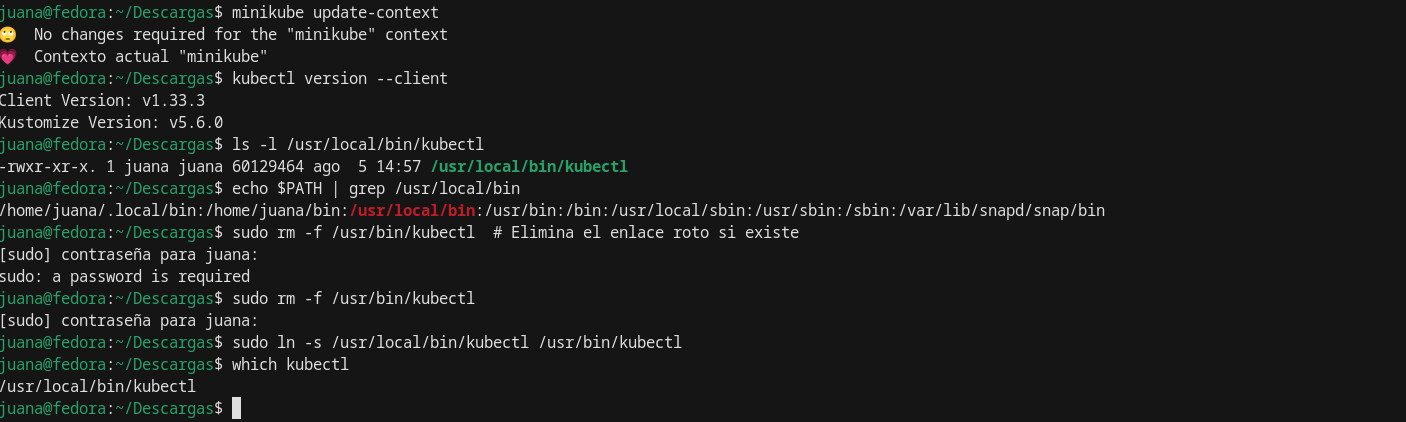 juana@fedora:~/Descargas$ minikube update-context
🙄  No changes required for the "minikube" context
💗  Contexto actual "minikube"
juana@fedora:~/Descargas$ kubectl version --client
Client Version: v1.33.3
Kustomize Version: v5.6.0
juana@fedora:~/Descargas$ ls -l /usr/local/bin/kubectl
-rwxr-xr-x. 1 juana juana 60129464 ago  5 14:57 /usr/local/bin/kubectl
juana@fedora:~/Descargas$ echo $PATH | grep /usr/local/bin
/home/juana/.local/bin:/home/juana/bin:/usr/local/bin:/usr/bin:/bin:/usr/local/sbin:/usr/sbin:/sbin:/var/lib/snapd/snap/bin
juana@fedora:~/Descargas$ sudo rm -f /usr/bin/kubectl  # Elimina el enlace roto si existe
[sudo] contraseña para juana:
sudo: a password is required
juana@fedora:~/Descargas$ sudo rm -f /usr/bin/kubectl
[sudo] contraseña para juana:
juana@fedora:~/Descargas$ sudo ln -s /usr/local/bin/kubectl /usr/bin/kubectl
juana@fedora:~/Descargas$ which kubectl
/usr/local/bin/kubectl
juana@fedora:~/Descargas$